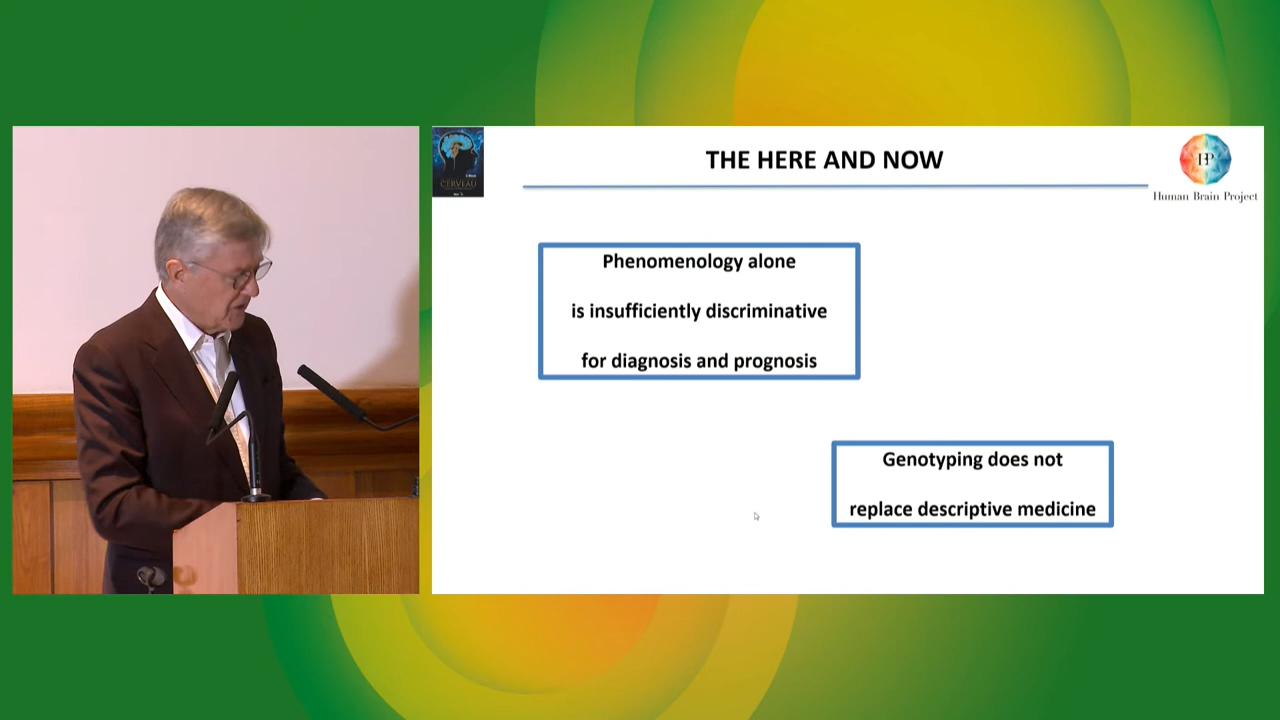 THE HERE AND NOW
CERVEAU
HP
Human Brain Project
Phenomenology alone
is insufficiently discriminative
for diagnosis and prognosis
Genotyping does not
replace descriptive medicine